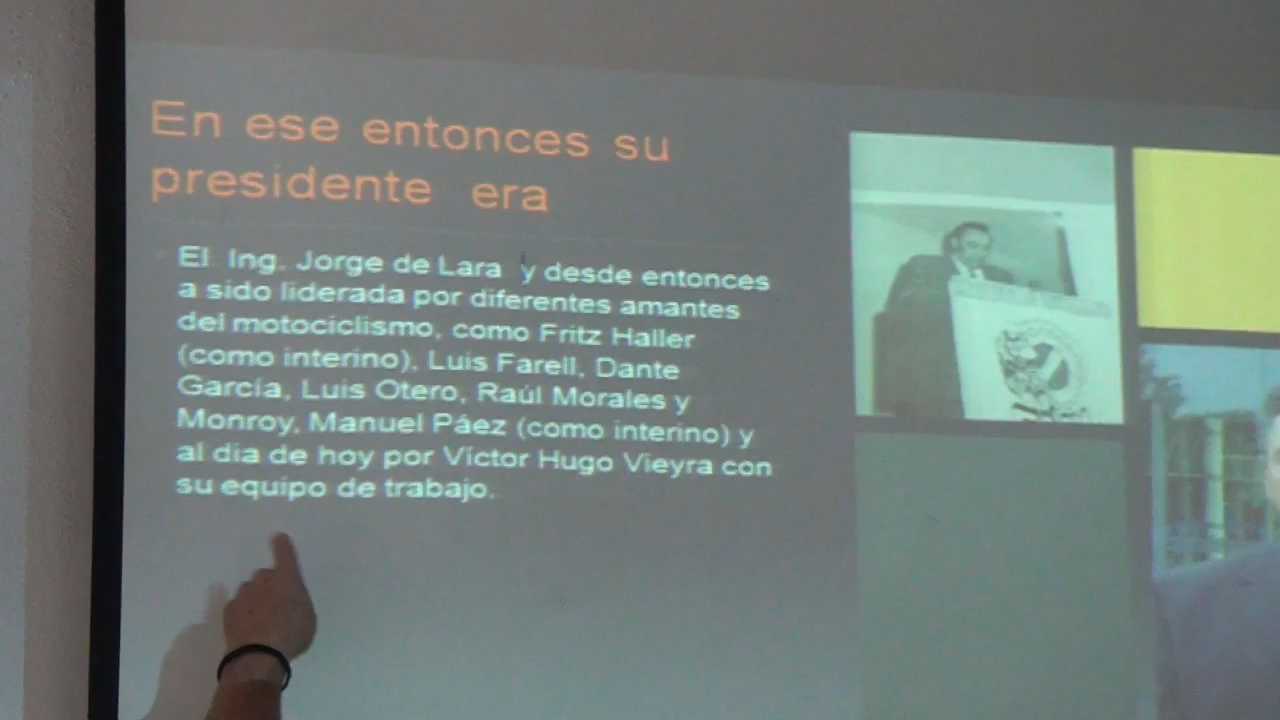 En ese entonces su
presidente era
El Ing. Jorge de Lara y desde entonces
a sido liderada por diferentes amantes
del motociclismo, como Fritz Haller
(como interino), Luis Farell, Dante
García, Luis Otero, Raúl Morales y
Monroy, Manuel Páez (como interino) y
al dia de hoy por Víctor Hugo Vieyra con
su equipo de trabajo.